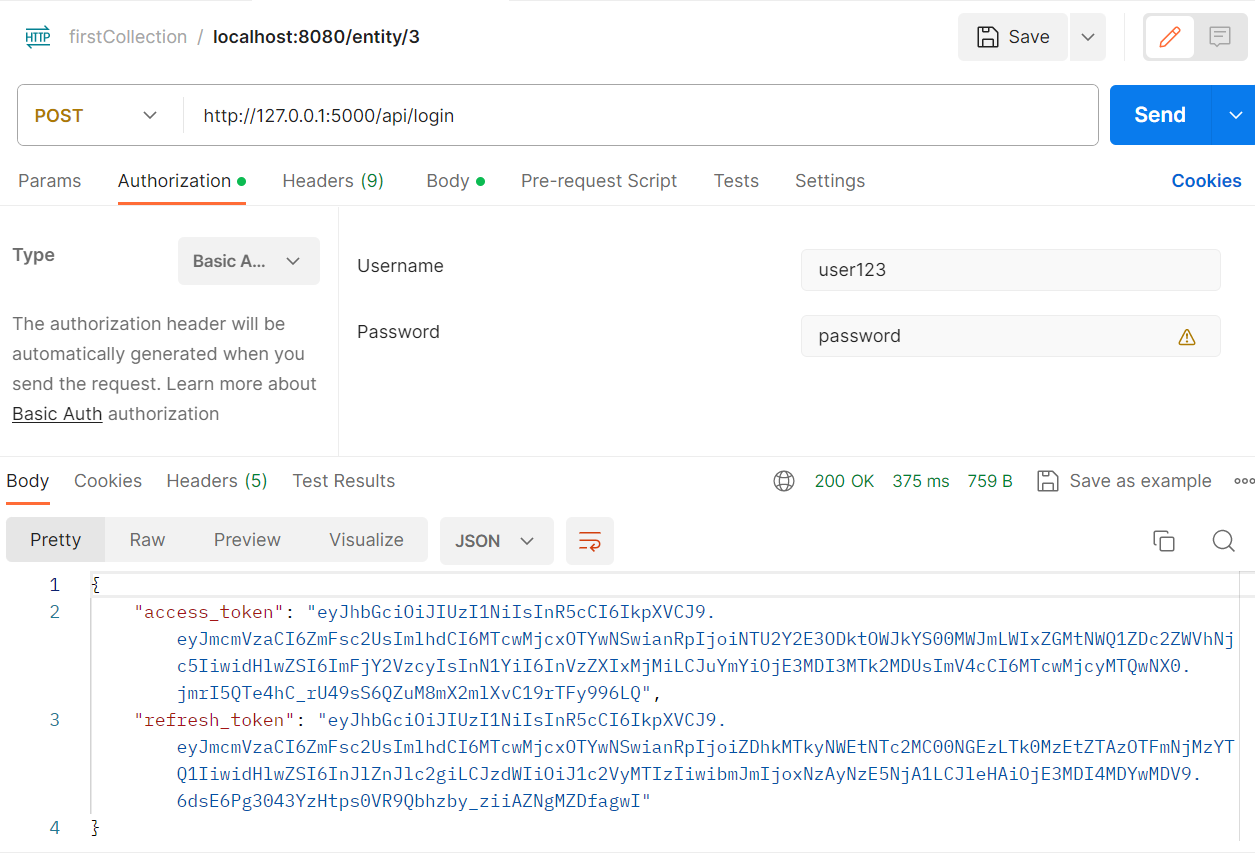 HTTP firstCollection / localhost:8080/entity/3 Save
POST http://127.0.0.1:5000/api/login Send
Params Authorization Headers (9) Body Pre-request Script Tests Settings Cookies
Type Basic A...
The authorization header will be
automatically generated when you
send the request. Learn more about
Basic Auth authorization
Username user123
Password password
Body Cookies Headers (5) Test Results 200 OK 375 ms 759 B Save as example
Pretty Raw Preview Visualize JSON
1 {
2 "access_token": "eyJhbGciOiJIUzI1NiIsInR5cCI6IkpXVCJ9.
eyJmcmVzaCI6ZmFsc2UsImlhdCI6MTcwMjcxOTYwNSwianRpIjoiNTU2Y2E3ODktOWJkYS00MWJmLWIxZGMtNWQ1ZDc2ZWVhNj
c5IiwidHlwZSI6ImFjY2VzcyIsInN1YiI6InVzZXIxMjMiLCJuYmYiOjE3MDI3MTk2MDUsImV4cCI6MTcwMjcyMTQwNX0.
jmrI5QTe4hC_rU49sS6QZuM8mX2mlXvC19rTFy996LQ",
3 "refresh_token": "eyJhbGciOiJIUzI1NiIsInR5cCI6IkpXVCJ9.
eyJmcmVzaCI6ZmFsc2UsImlhdCI6MTcwMjcxOTYwNSwianRpIjoiZDhkMTkyNWEtNTc2MC00NGEzLTk0MzEtZTAzOTFmNjMzYT
Q1IiwidHlwZSI6InJlZnJlc2giLCJzdWIiOiJ1c2VyMTIzIiwibmJmIjoxNzAyNzE5NjA1LCJleHAiOjE3MDI4MDYwMDV9.
6dsE6Pg3043YzHtps0VR9Qbhzby_ziiAZNgMZDfagwI"
4 }